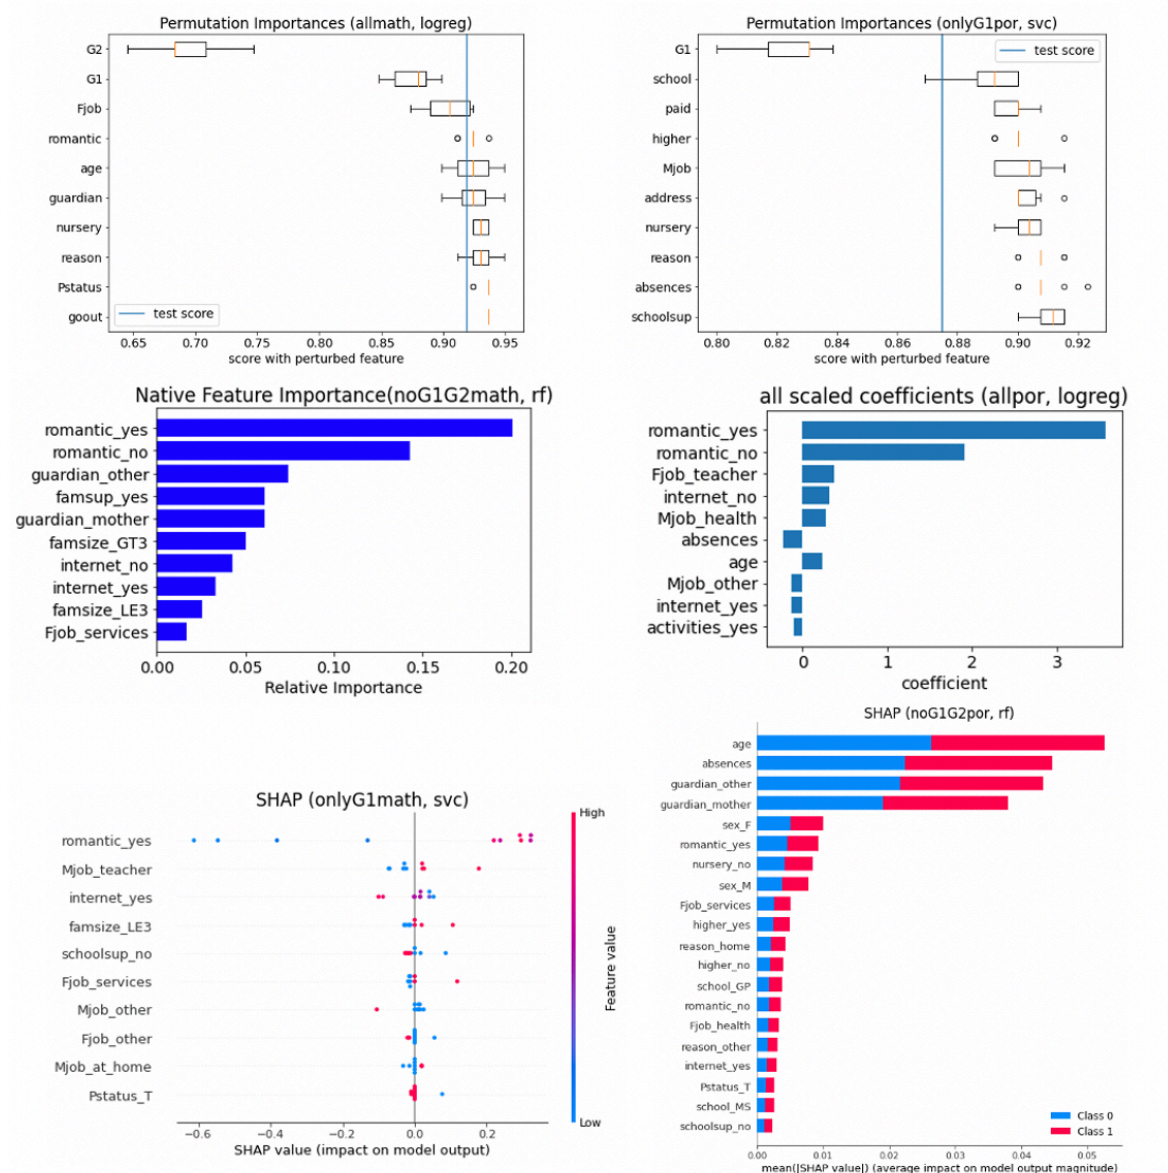 Permutation Importances (allmath, logreg)
G2
G1
Fjob
romantic
age
guardian
nursery
reason
Pstatus
goout
test score
0.65 0.70 0.75 0.80 0.85 0.90 0.95
score with perturbed feature
Permutation Importances (onlyG1por, svc)
G1
school
paid
higher
Mjob
address
nursery
reason
absences
schoolsup
test score
0.80 0.82 0.84 0.86 0.88 0.90 0.92
score with perturbed feature
Native Feature Importance(noG1G2math, rf)
romantic_yes
romantic_no
guardian_other
famsup_yes
guardian_mother
famsize_GT3
internet_no
internet_yes
famsize_LE3
Fjob_services
0.00 0.05 0.10 0.15 0.20
Relative Importance
all scaled coefficients (allpor, logreg)
romantic_yes
romantic_no
Fjob_teacher
internet_no
Mjob_health
absences
age
Mjob_other
internet_yes
activities_yes
0 1 2 3
coefficient
SHAP (onlyG1math, svc)
High
romantic_yes
Mjob_teacher
internet_yes
famsize_LE3
schoolsup_no
Fjob_services
Mjob_other
Fjob_other
Mjob_at_home
Pstatus_T
Feature value
Low
−0.6 −0.4 −0.2 0.0 0.2
SHAP value (impact on model output)
SHAP (noG1G2por, rf)
age
absences
guardian_other
guardian_mother
sex_F
romantic_yes
nursery_no
sex_M
Fjob_services
higher_yes
reason_home
higher_no
school_GP
romantic_no
Fjob_health
reason_other
internet_yes
Pstatus_T
school_MS
schoolsup_no
Class 0
Class 1
0.00 0.01 0.02 0.03 0.04 0.05
mean(|SHAP value|) (average impact on model output magnitude)